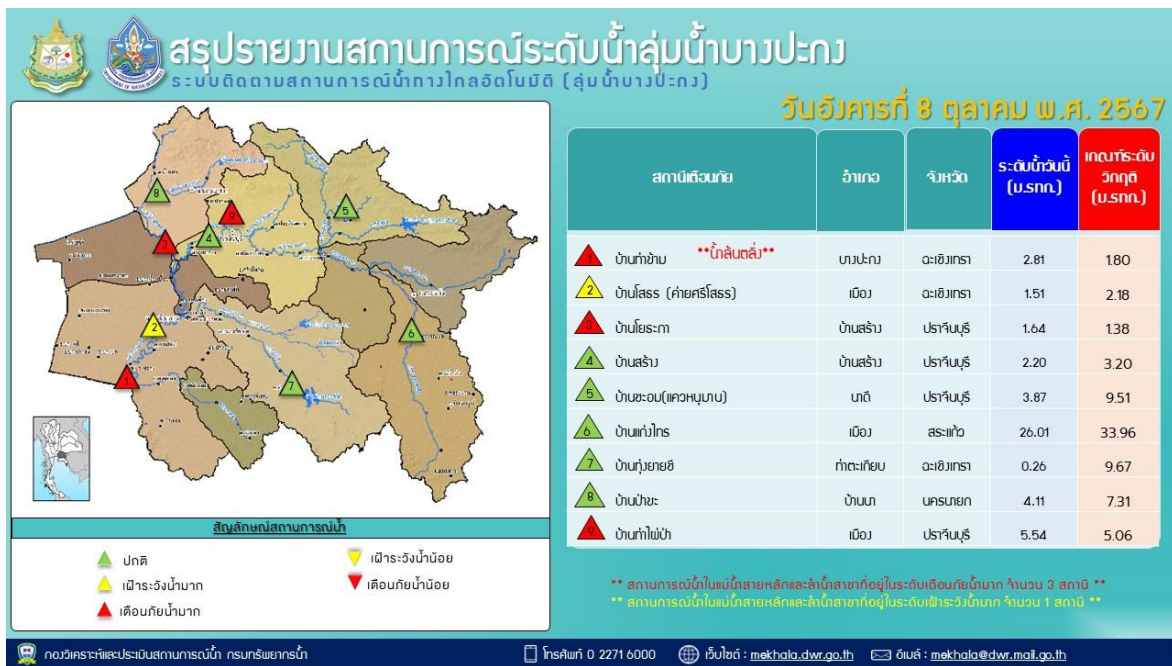 สรุปรายงานสถานการณ์ระดับน้ำลุ่มน้ำบางปะกง
ระบบติดตามสถานการณ์น้ำทางไกลอัตโนมัติ (ลุ่มน้ำบางปะกง)
วันอังคารที่ 8 ตุลาคม พ.ศ. 2567
สถานีเตือนภัย อำเภอ จังหวัด ระดับน้ำวันนี้ (ม.รทก.) เกณฑ์ระดับวิกฤติ (ม.รทก.)
1 บ้านท่าข้าม **น้ำล้นตลิ่ง** บางปะกง ฉะเชิงเทรา 2.81 1.80
2 บ้านโสธร (ค่ายศรีโสธร) เมือง ฉะเชิงเทรา 1.51 2.18
3 บ้านโยธะกา บ้านสร้าง ปราจีนบุรี 1.64 1.38
4 บ้านสร้าง บ้านสร้าง ปราจีนบุรี 2.20 3.20
5 บ้านขะอม(แควหนุมาน) นาดี ปราจีนบุรี 3.87 9.51
6 บ้านแก่งไทร เมือง สระแก้ว 26.01 33.96
7 บ้านทุ่งยายชี ท่าตะเกียบ ฉะเชิงเทรา 0.26 9.67
8 บ้านป่าขะ บ้านนา นครนายก 4.11 7.31
9 บ้านท่าไผ่ป่า เมือง ปราจีนบุรี 5.54 5.06
8
9
5
3
4
6
2
1
7
สัญลักษณ์สถานการณ์น้ำ
ปกติ
เฝ้าระวังน้ำน้อย
เฝ้าระวังน้ำมาก
เตือนภัยน้ำน้อย
เตือนภัยน้ำมาก
** สถานการณ์น้ำในแม่น้ำสายหลักและลำน้ำสาขาที่อยู่ในระดับเตือนภัยน้ำมาก จำนวน 3 สถานี **
** สถานการณ์น้ำในแม่น้ำสายหลักและลำน้ำสาขาที่อยู่ในระดับเฝ้าระวังน้ำมาก จำนวน 1 สถานี **
กองวิเคราะห์และประเมินสถานการณ์น้ำ กรมทรัพยากรน้ำ โทรศัพท์ 0 2271 6000 เว็บไซต์ : mekhala.dwr.go.th อีเมล์ : mekhala@dwr.mail.go.th